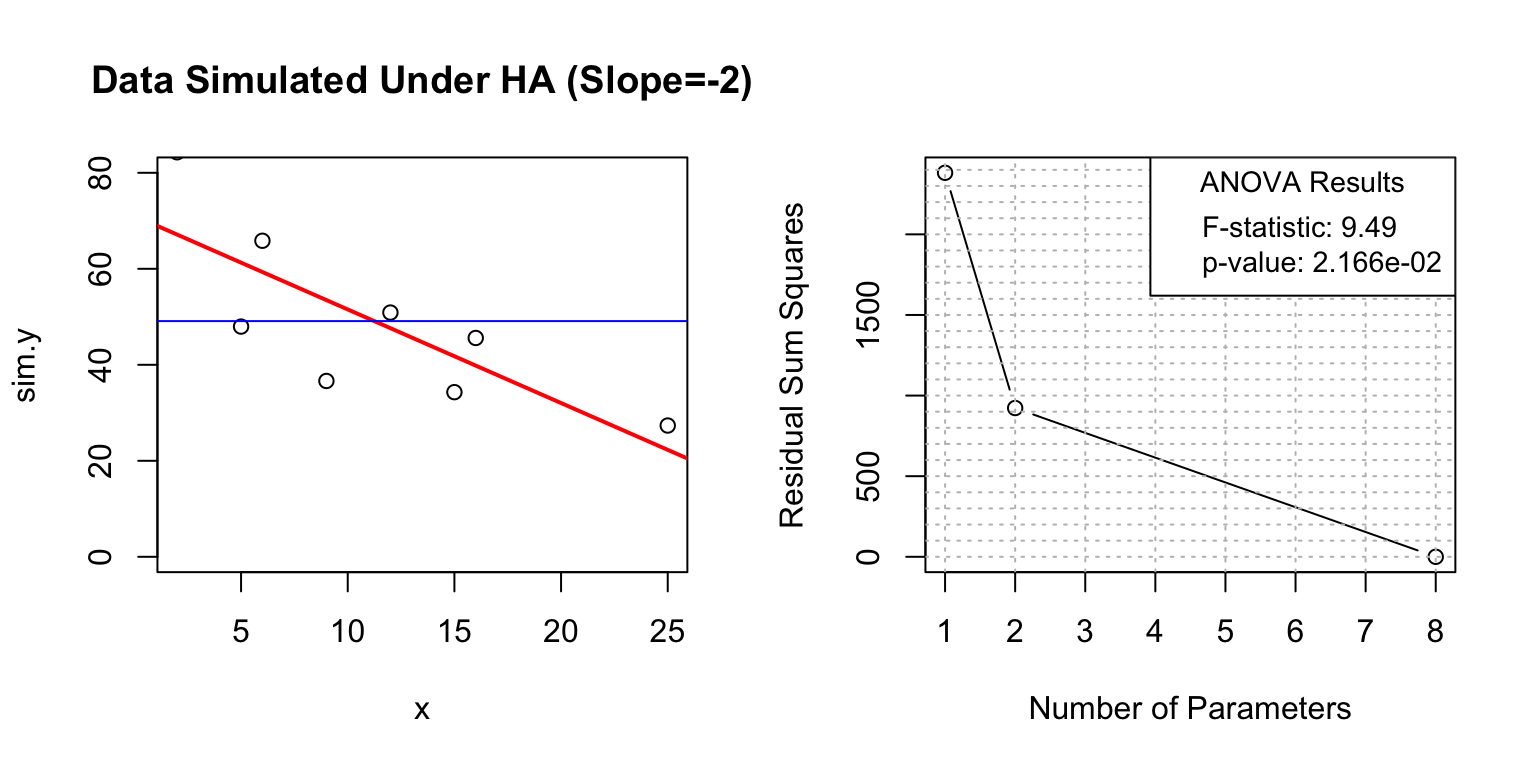 Data Simulated Under HA (Slope=-2)
sim.y
80
60
40
20
0
5 10 15 20 25
x
Residual Sum Squares
1500
500
0
ANOVA Results
F-statistic: 9.49
p-value: 2.166e-02
1 2 3 4 5 6 7 8
Number of Parameters